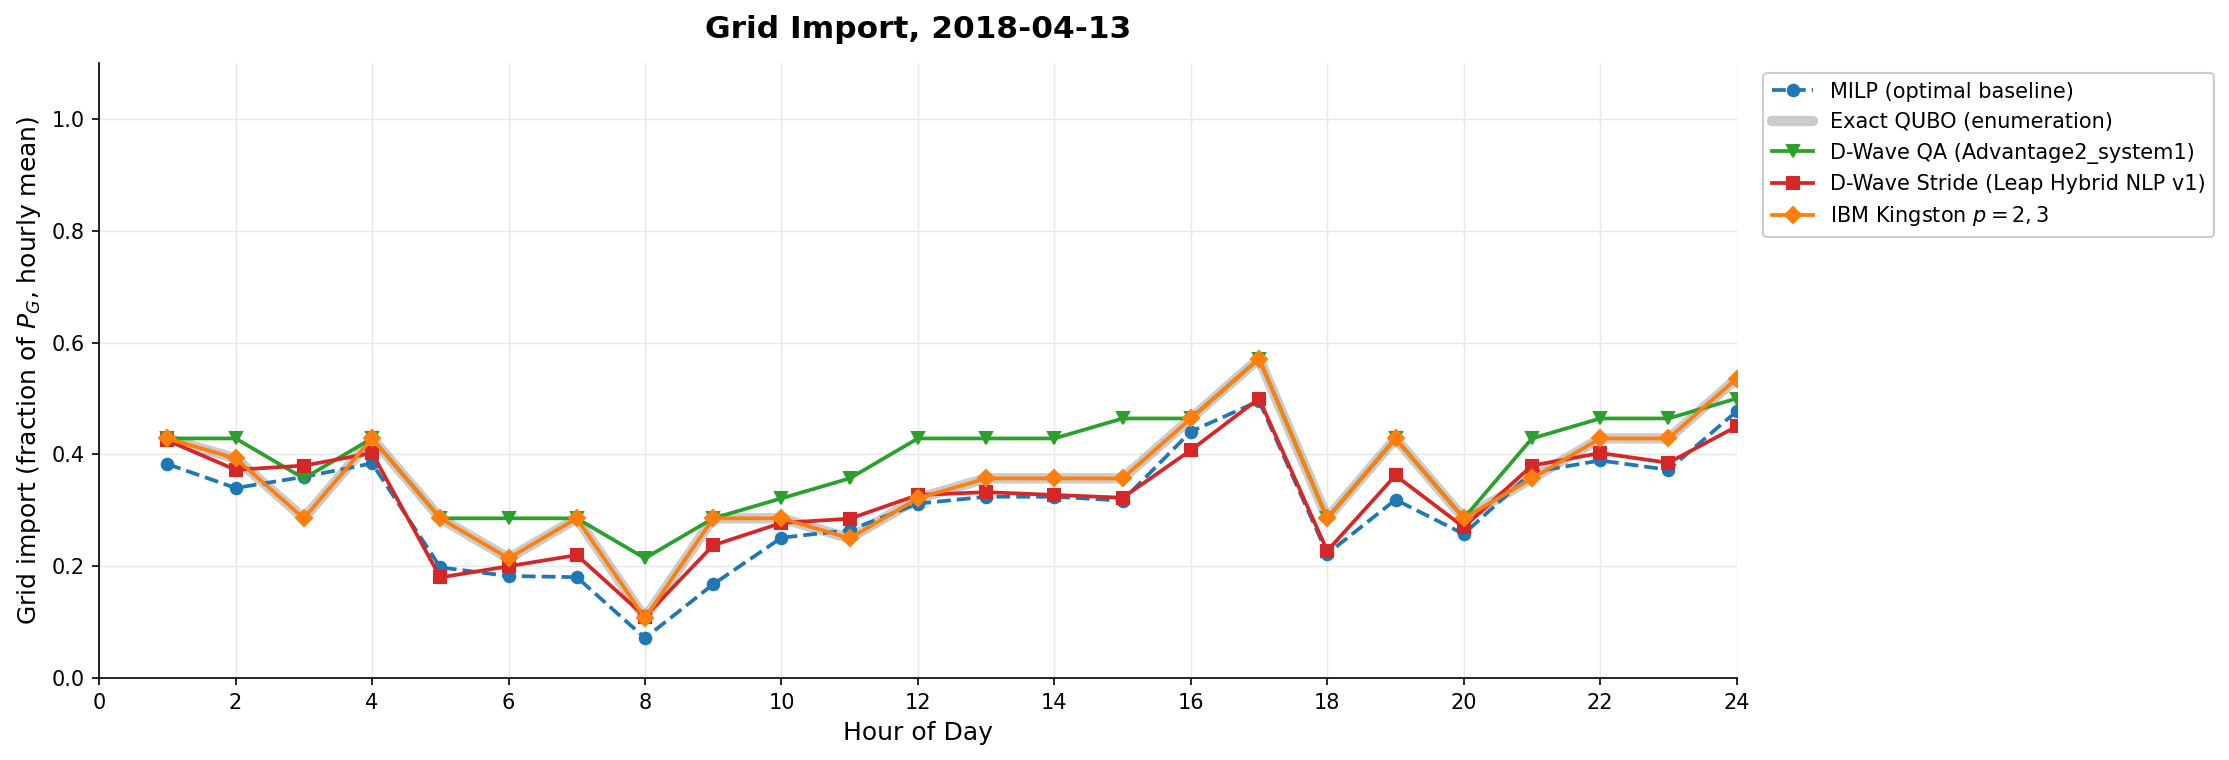 Grid Import, 2018-04-13
Grid import (fraction of P_G, hourly mean)
1.0
0.8
0.6
0.4
0.2
0.0
0 2 4 6 8 10 12 14 16 18 20 22 24
Hour of Day
MILP (optimal baseline)
Exact QUBO (enumeration)
D-Wave QA (Advantage2_system1)
D-Wave Stride (Leap Hybrid NLP v1)
IBM Kingston p = 2, 3